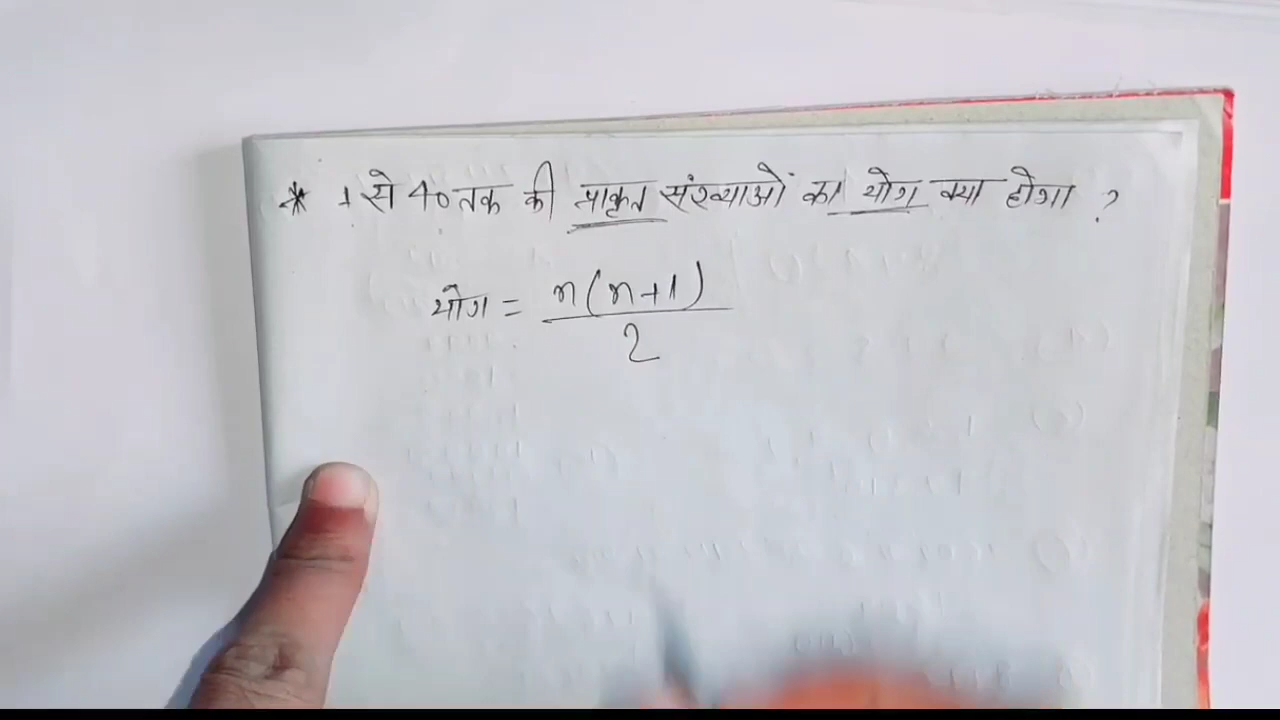 * 1 से 40 तक की प्राकृत संख्याओं का योग क्या होगा ?
योग = n(n+1)
2